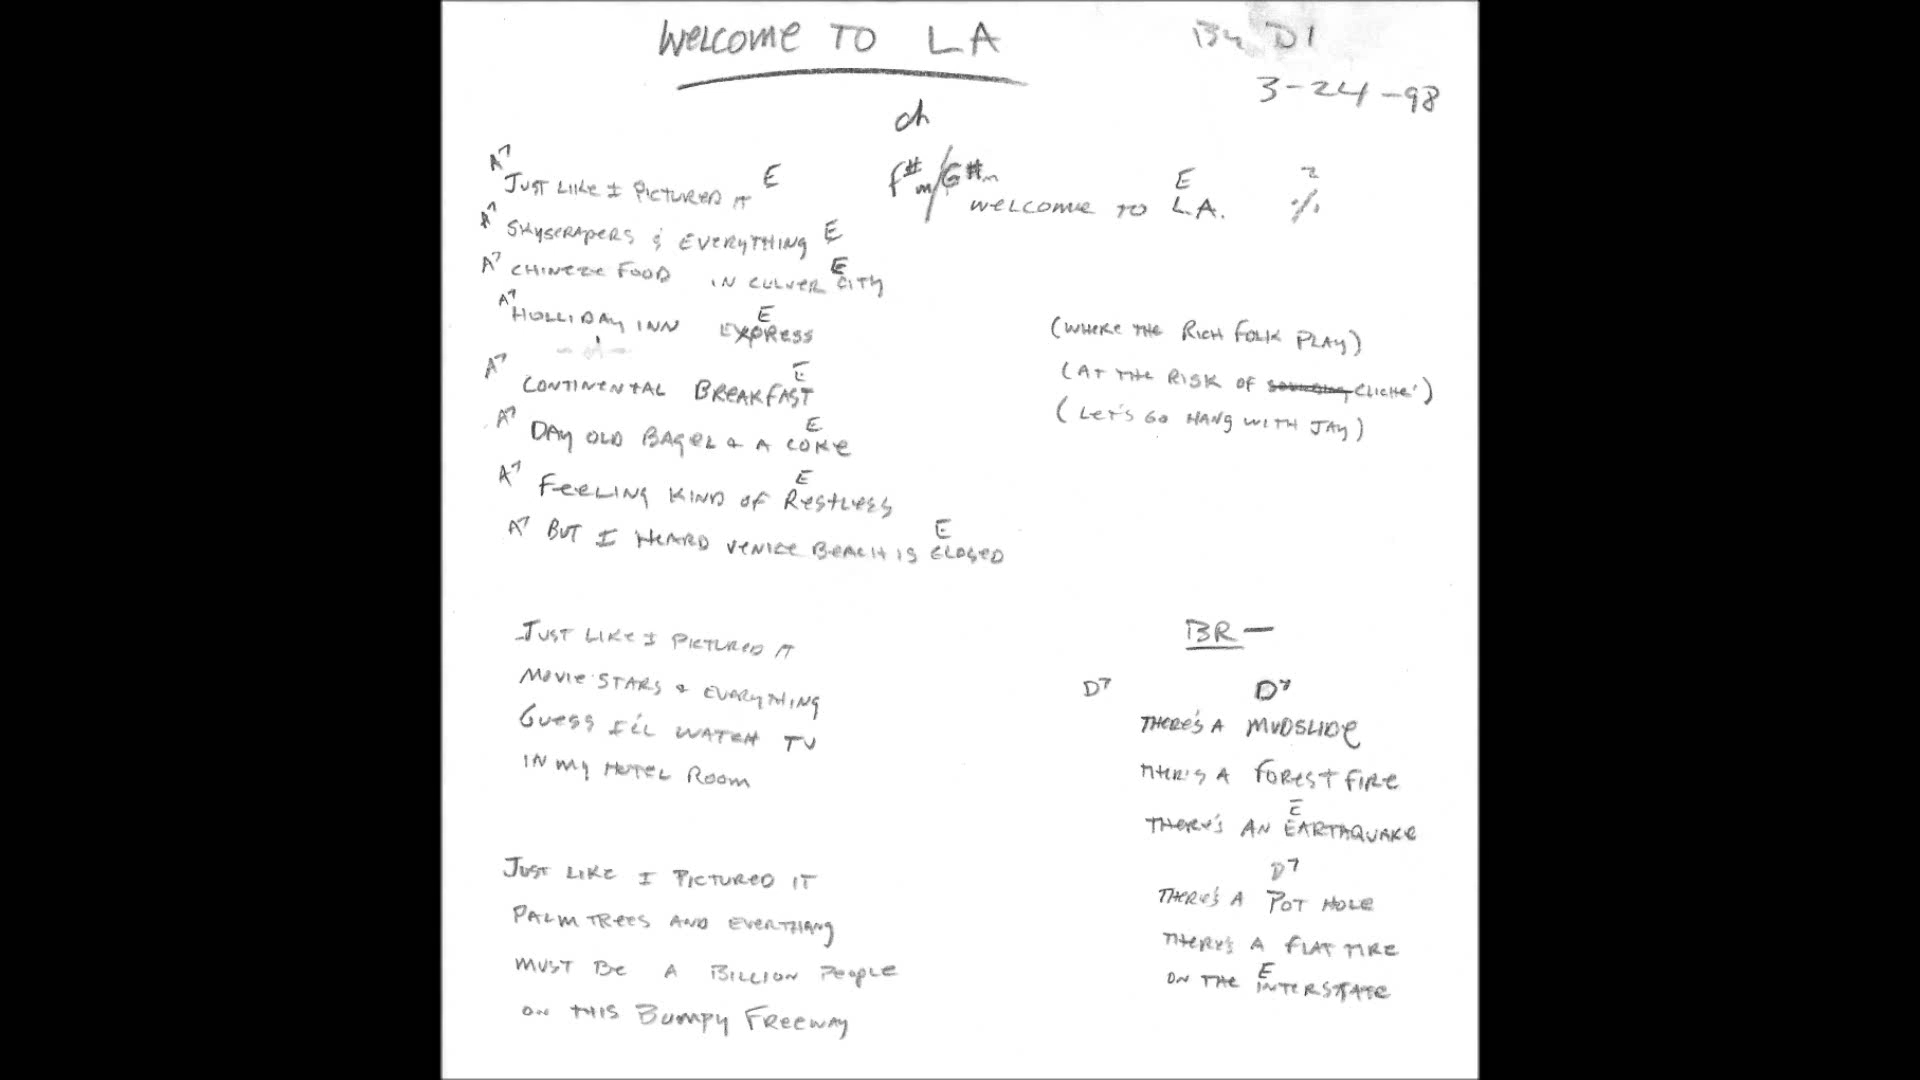 WELCOME TO LA
By DI
3-24-98
ch
A7 E
JUST LIKE I PICTURED IT
F#m/G#m E
WELCOME TO L.A.
2
٪
A7 E
SKYSCRAPERS & EVERYTHING
A7 E
CHINEZE FOOD IN CULVER CITY
A7 E
HOLLIDAY INN EXPRESS
A7 E
CONTINENTAL BREAKFAST
A7 E
DAY OLD BAGEL & A COKE
A7 E
FEELING KIND OF RESTLESS
A7 E
BUT I HEARD VENICE BEACH IS CLOSED
(WHERE THE RICH FOLK PLAY)
(AT THE RISK OF CLICHE')
(LET'S GO HANG WITH JAY)
JUST LIKE I PICTURED IT
MOVIE STARS & EVERYTHING
GUESS I'LL WATCH TV
IN MY HOTEL ROOM
JUST LIKE I PICTURED IT
PALM TREES AND EVERTHANG
MUST BE A BILLION PEOPLE
ON THIS BUMPY FREEWAY
BR—
D7 D7
THERE'S A MUDSLIDE
THER'S A FOREST FIRE
E
THERE'S AN EARTAQUAKE
D7
THERE'S A POT HOLE
THERE'S A FLAT TIRE
E
ON THE INTERSTATE